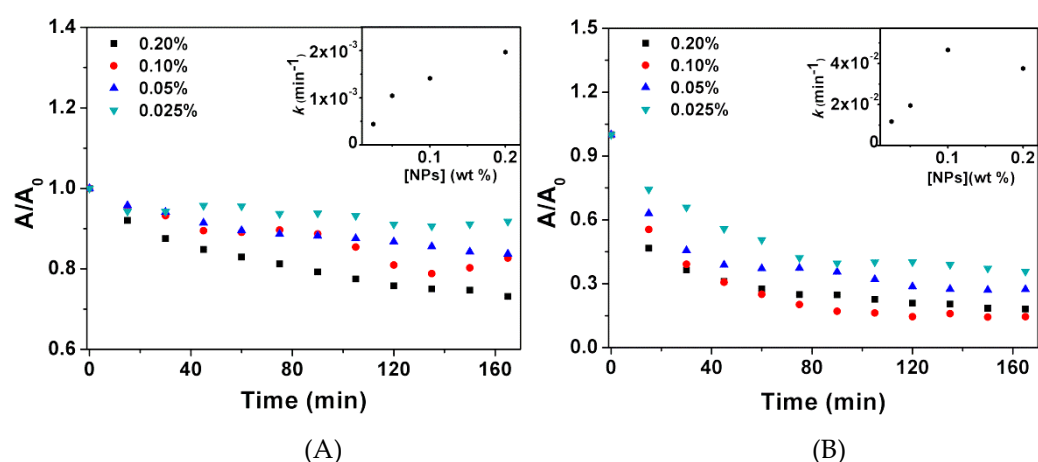 1.4
1.2
1.0
0.8
0.6
A/A₀
0.20%
0.10%
0.05%
0.025%
2x10⁻³
1x10⁻³
0
k (min⁻¹)
0.1
0.2
[NPs] (wt %)
0
40
80
120
160
Time (min)
(A)
1.5
1.2
0.9
0.6
0.3
0.0
A/A₀
0.20%
0.10%
0.05%
0.025%
4x10⁻²
2x10⁻²
0
k (min⁻¹)
0.1
0.2
[NPs](wt %)
0
40
80
120
160
Time (min)
(B)